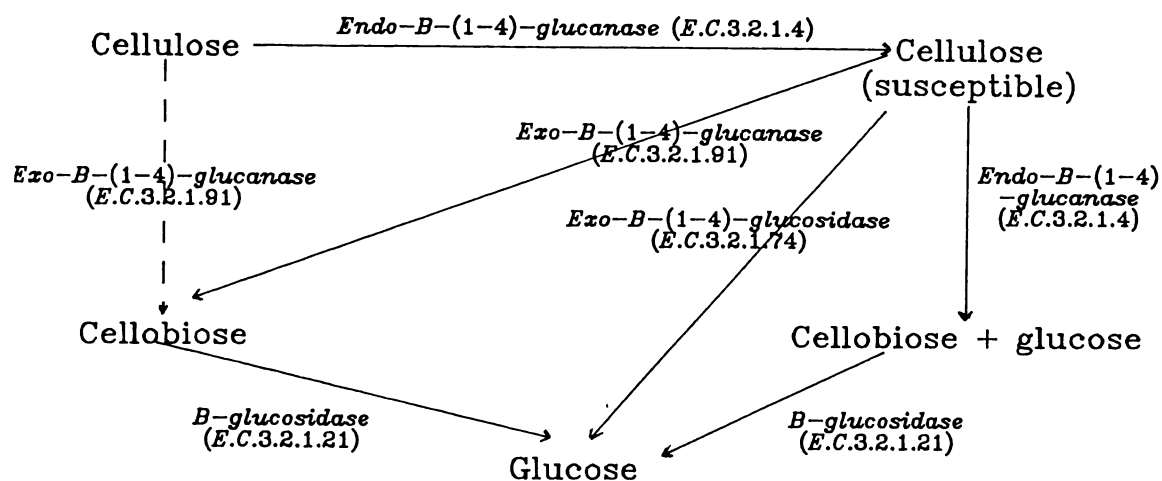 Endo-B-(1-4)-glucanase (E.C.3.2.1.4)
Cellulose
Cellulose
(susceptible)
Exo-B-(1-4)-glucanase
(E.C.3.2.1.91)
Exo-B-(1-4)-glucanase
(E.C.3.2.1.91)
Endo-B-(1-4)
-glucanase
(E.C.3.2.1.4)
Exo-B-(1-4)-glucosidase
(E.C.3.2.1.74)
Cellobiose
Cellobiose + glucose
B-glucosidase
(E.C.3.2.1.21)
B-glucosidase
(E.C.3.2.1.21)
Glucose